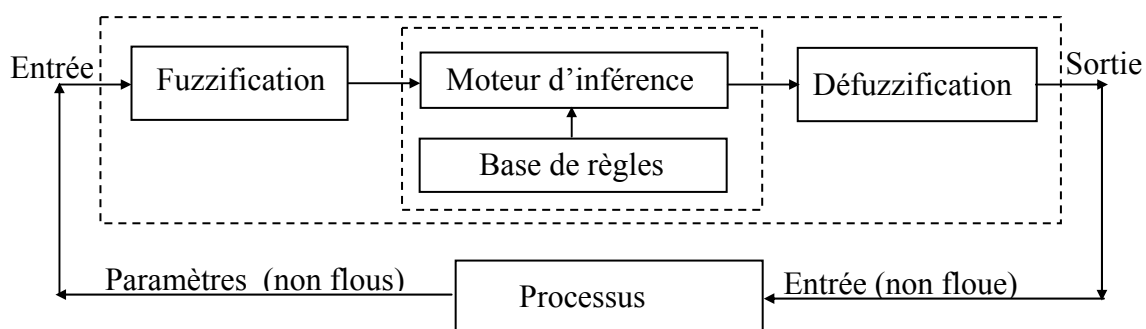 Entrée
Fuzzification
Moteur d’inférence
Défuzzification
Sortie
Base de règles
Paramètres (non flous)
Processus
Entrée (non floue)